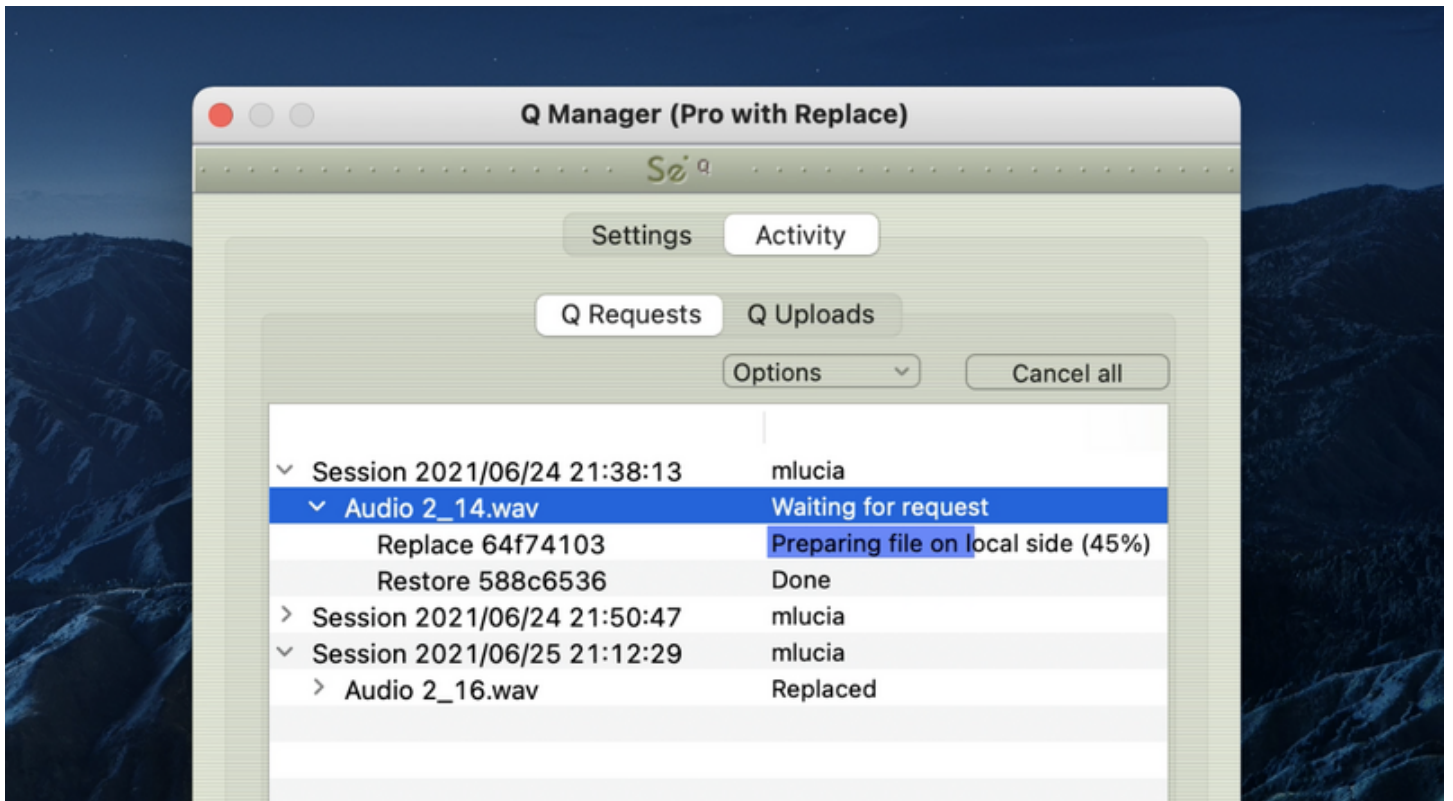 Q Manager (Pro with Replace)
Se Q
Settings Activity
Q Requests Q Uploads
Options Cancel all
Session 2021/06/24 21:38:13 mlucia
Audio 2_14.wav Waiting for request
Replace 64f74103 Preparing file on local side (45%)
Restore 588c6536 Done
Session 2021/06/24 21:50:47 mlucia
Session 2021/06/25 21:12:29 mlucia
Audio 2_16.wav Replaced